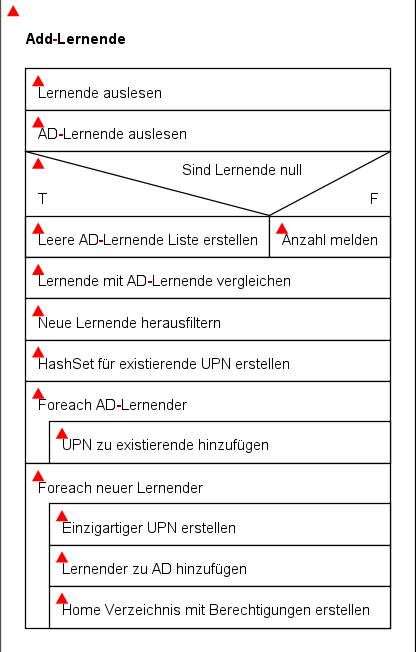 Add-Lernende
Lernende auslesen
AD-Lernende auslesen
Sind Lernende null
T F
Leere AD-Lernende Liste erstellen Anzahl melden
Lernende mit AD-Lernende vergleichen
Neue Lernende herausfiltern
HashSet für existierende UPN erstellen
Foreach AD-Lernender
UPN zu existierende hinzufügen
Foreach neuer Lernender
Einzigartiger UPN erstellen
Lernender zu AD hinzufügen
Home Verzeichnis mit Berechtigungen erstellen